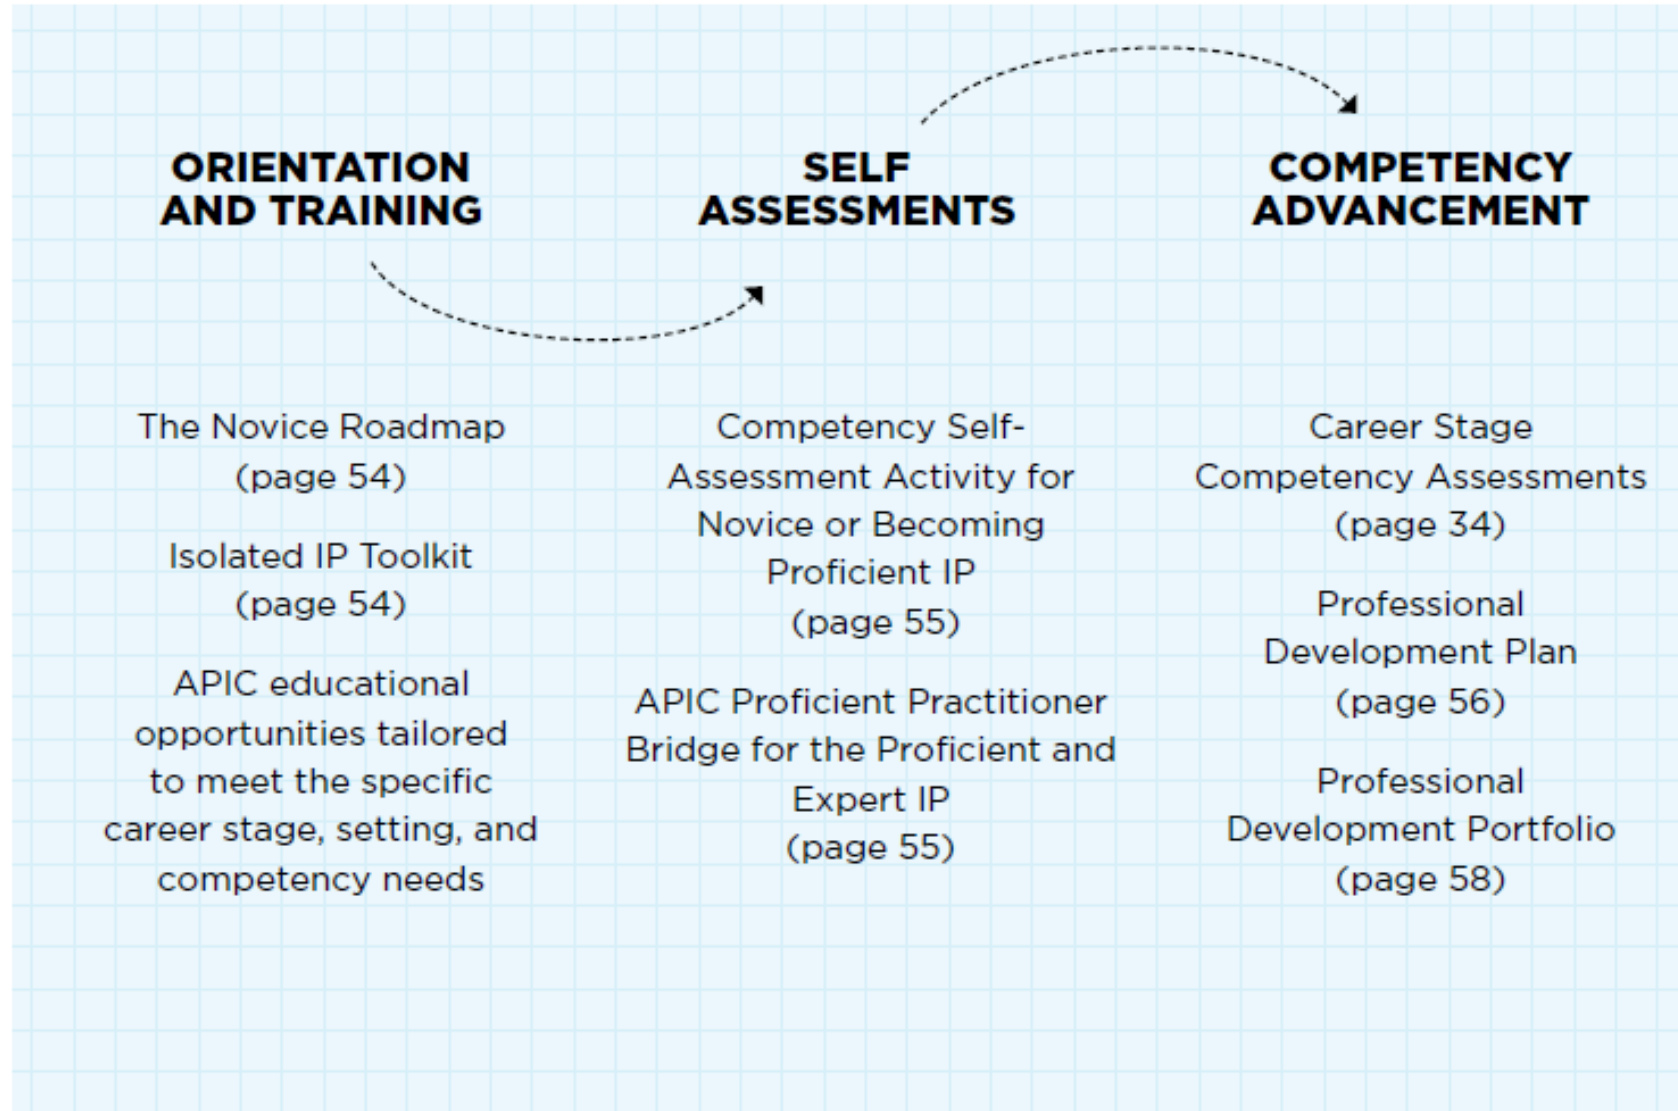 ORIENTATION
AND TRAINING
The Novice Roadmap
(page 54)
Isolated IP Toolkit
(page 54)
APIC educational
opportunities tailored
to meet the specific
career stage, setting, and
competency needs
SELF
ASSESSMENTS
Competency Self-
Assessment Activity for
Novice or Becoming
Proficient IP
(page 55)
APIC Proficient Practitioner
Bridge for the Proficient and
Expert IP
(page 55)
COMPETENCY
ADVANCEMENT
Career Stage
Competency Assessments
(page 34)
Professional
Development Plan
(page 56)
Professional
Development Portfolio
(page 58)